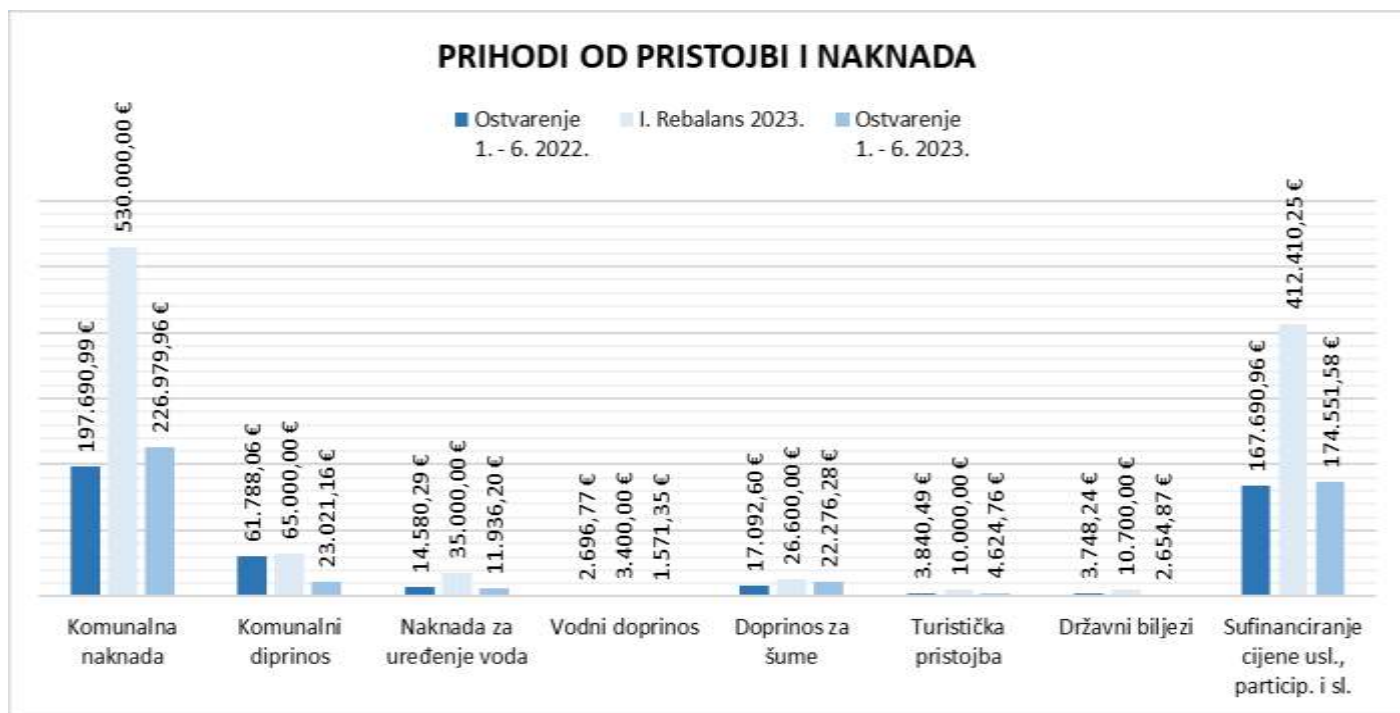 PRIHODI OD PRISTOJBI I NAKNADA
Ostvarenje
1. - 6. 2022.
I. Rebalans 2023.
Ostvarenje
1. - 6. 2023.
197.690,99 €
530.000,00 €
226.979,96 €
61.788,06 €
65.000,00 €
23.021,16 €
14.580,29 €
35.000,00 €
11.936,20 €
2.696,77 €
3.400,00 €
1.571,35 €
17.092,60 €
26.600,00 €
22.276,28 €
3.840,49 €
10.000,00 €
4.624,76 €
3.748,24 €
10.700,00 €
2.654,87 €
167.690,96 €
412.410,25 €
174.551,58 €
Komunalna
naknada
Komunalni
diprinos
Naknada za
uređenje voda
Vodni doprinos
Doprinos za
šume
Turistička
pristojba
Državni biljezi
Sufinanciranje
cijene usl.,
particip. i sl.